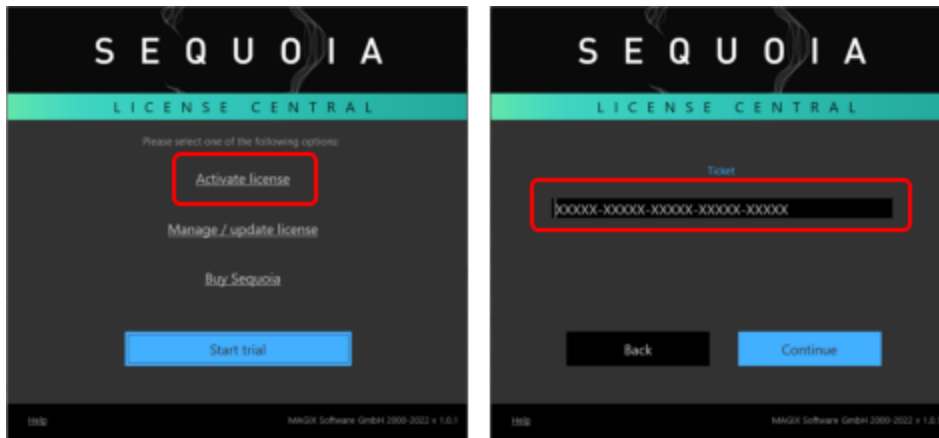 SEQUOIA
LICENSE CENTRAL
Please select one of the following options:
Activate license
Manage / update license
Buy Sequoia
Start trial
Help
MAGIX Software GmbH 2000-2022 v 1.0.1
SEQUOIA
LICENSE CENTRAL
Ticket
XXXXX-XXXXX-XXXXX-XXXXX-XXXXX
Back
Continue
Help
MAGIX Software GmbH 2000-2022 v 1.0.1